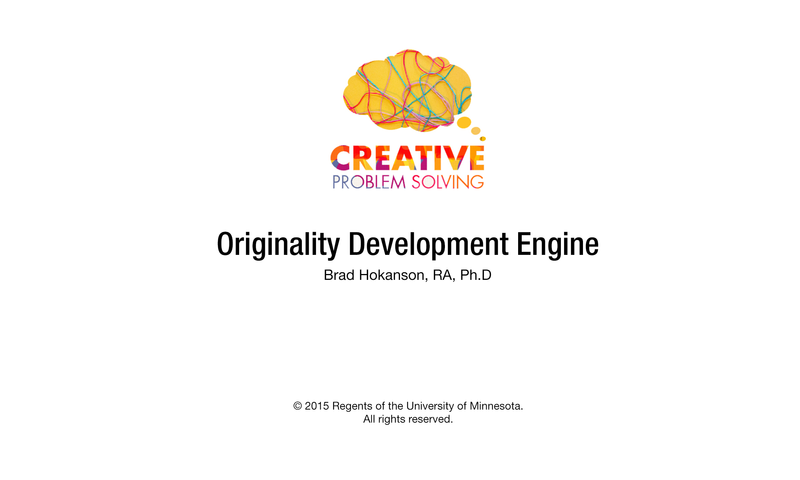 CREATIVE
PROBLEM SOLVING
Originality Development Engine
Brad Hokanson, RA, Ph.D
© 2015 Regents of the University of Minnesota.
All rights reserved.